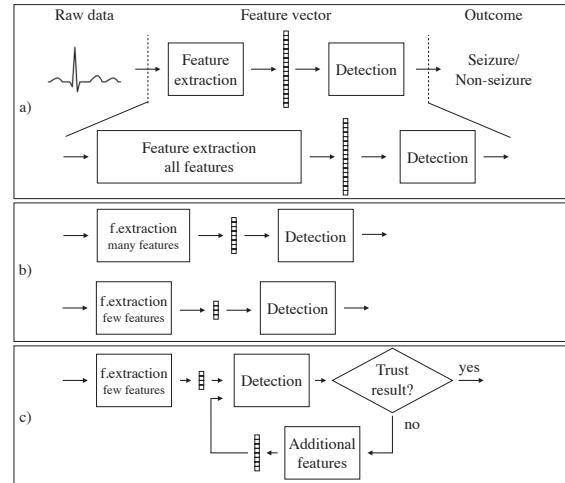 Raw data
Feature vector
Outcome
Feature
extraction
Detection
Seizure/
Non-seizure
a)
Feature extraction
all features
Detection
f.extraction
many features
Detection
b)
f.extraction
few features
Detection
f.extraction
few features
Detection
Trust
result?
yes
no
c)
Additional
features